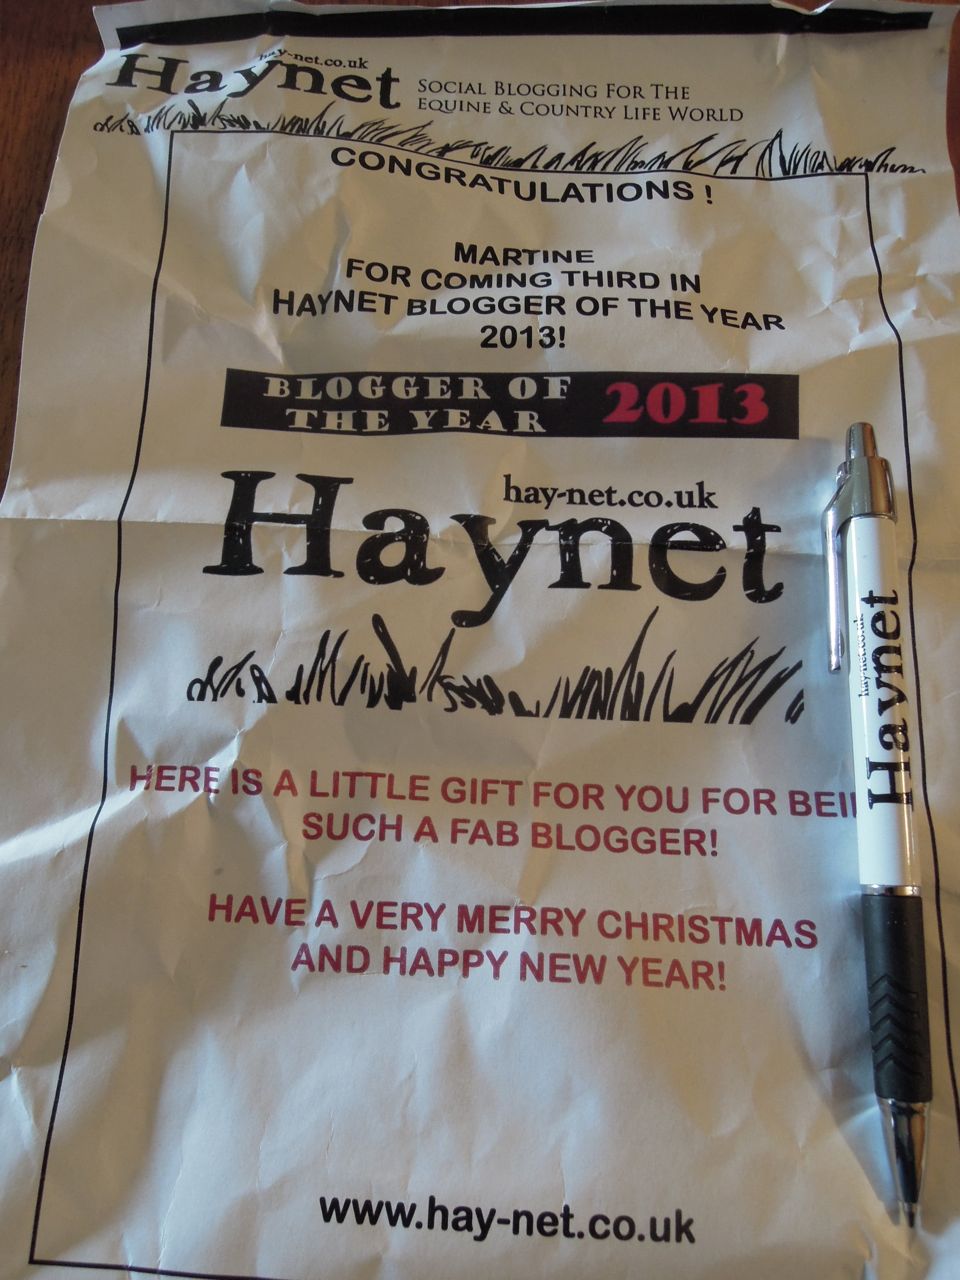 hay-net.co.uk
Haynet
SOCIAL BLOGGING FOR THE
EQUINE & COUNTRY LIFE WORLD
CONGRATULATIONS !
MARTINE
FOR COMING THIRD IN
HAYNET BLOGGER OF THE YEAR
2013!
BLOGGER OF
THE YEAR
2013
hay-net.co.uk
Haynet
HERE IS A LITTLE GIFT FOR YOU FOR BEI
SUCH A FAB BLOGGER!
HAVE A VERY MERRY CHRISTMAS
AND HAPPY NEW YEAR!
www.hay-net.co.uk
hay-net.co.uk
Haynet